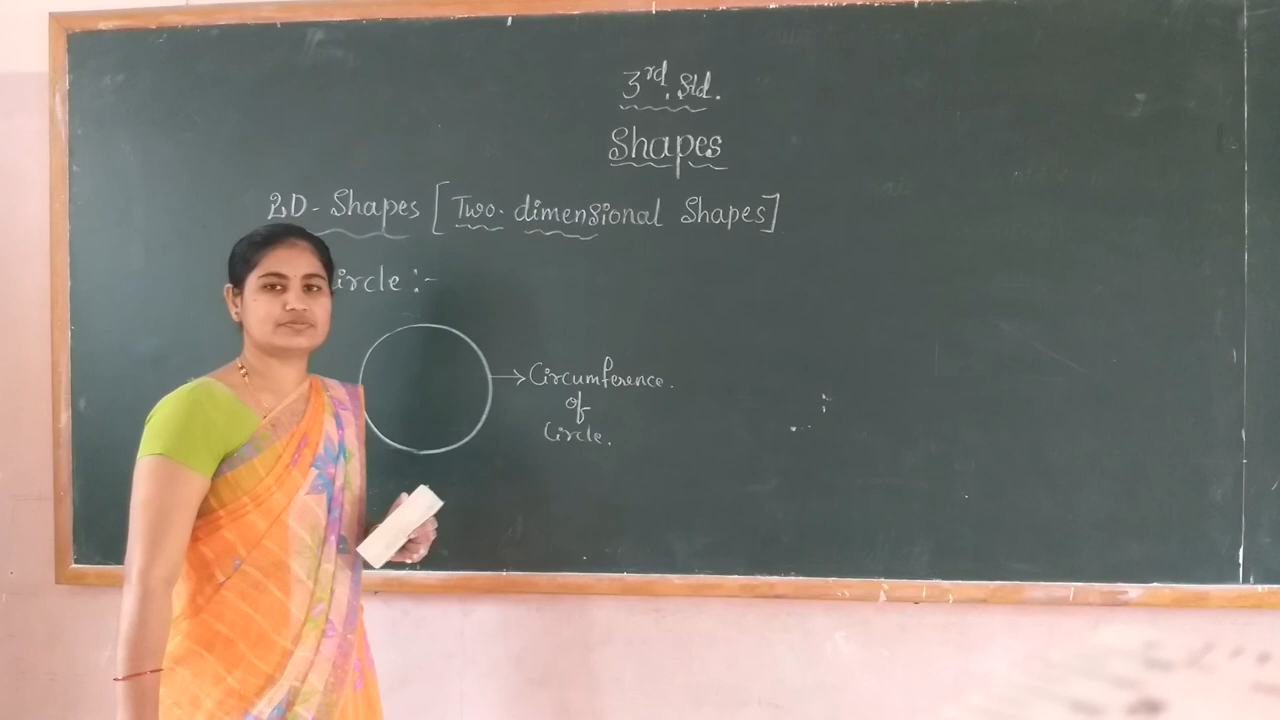 3rd. Std.
Shapes
2D - Shapes [Two - dimensional Shapes]
ircle :-
Circumference.
of
Circle.